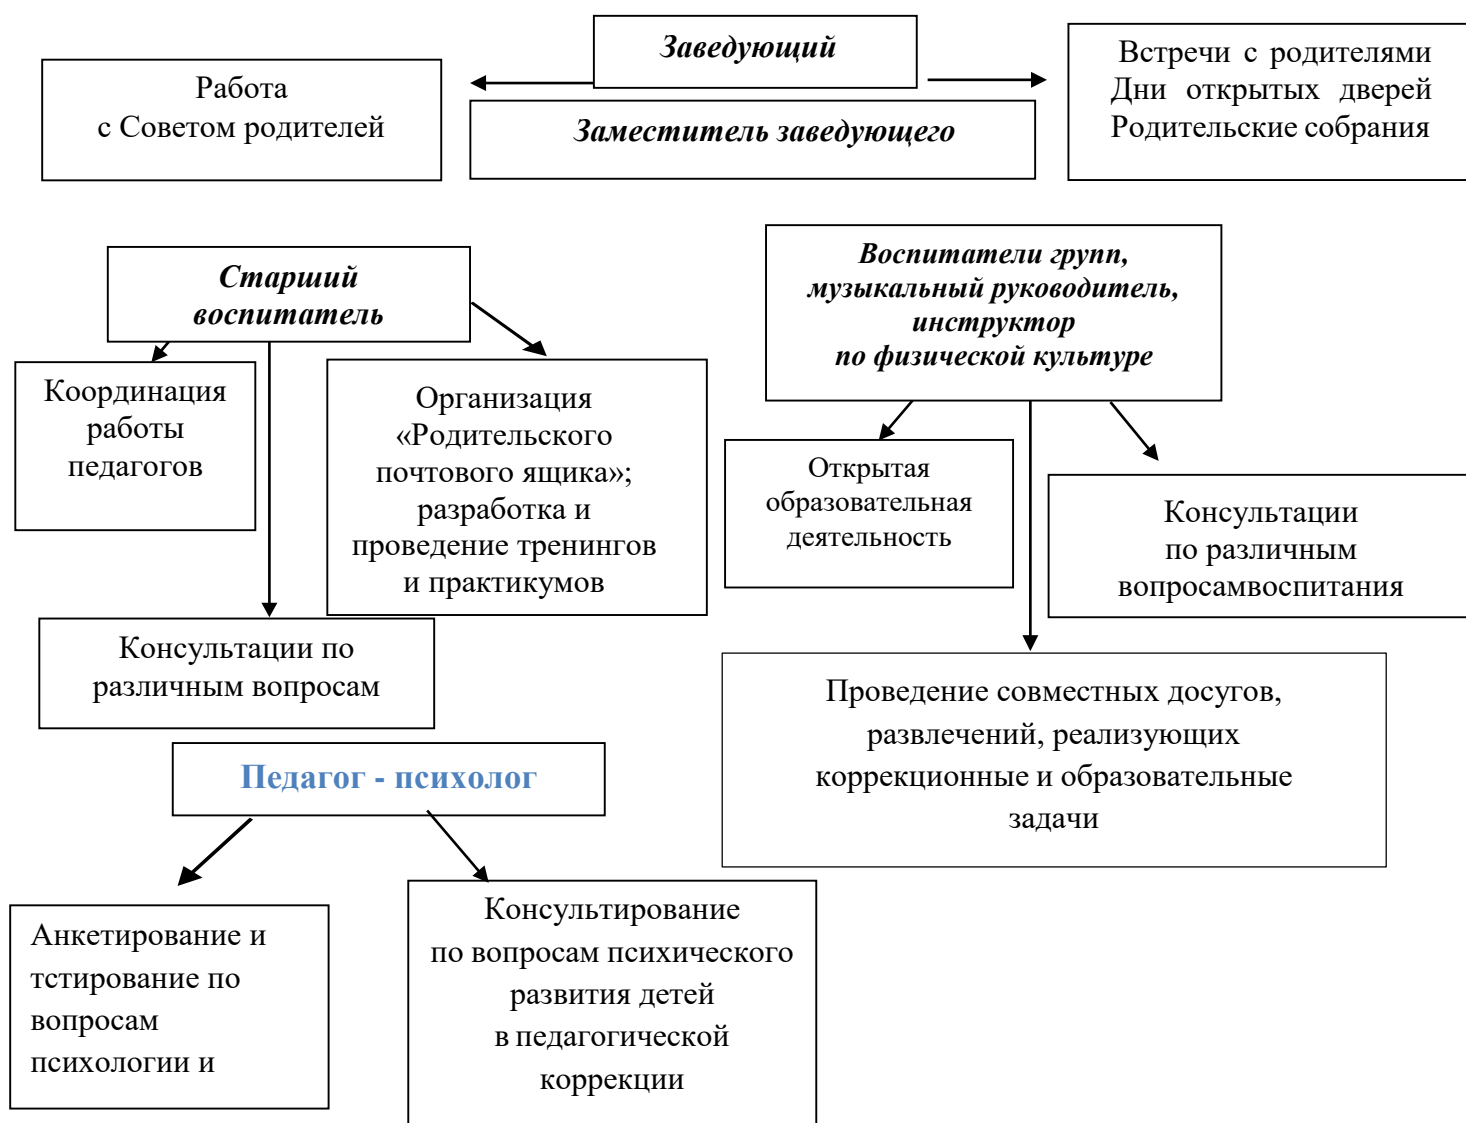 Заведующий
Работа
с Советом родителей
Заместитель заведующего
Встречи с родителями
Дни открытых дверей
Родительские собрания
Старший
воспитатель
Координация
работы
педагогов
Организация
«Родительского
почтового ящика»;
разработка и
проведение тренингов
и практикумов
Консультации по
различным вопросам
Воспитатели групп,
музыкальный руководитель,
инструктор
по физической культуре
Открытая
образовательная
деятельность
Консультации
по различным
вопросамвоспитания
Проведение совместных досугов,
развлечений, реализующих
коррекционные и образовательные
задачи
Педагог - психолог
Анкетирование и
тстирование по
вопросам
психологии и
Консультирование
по вопросам психического
развития детей
в педагогической
коррекции